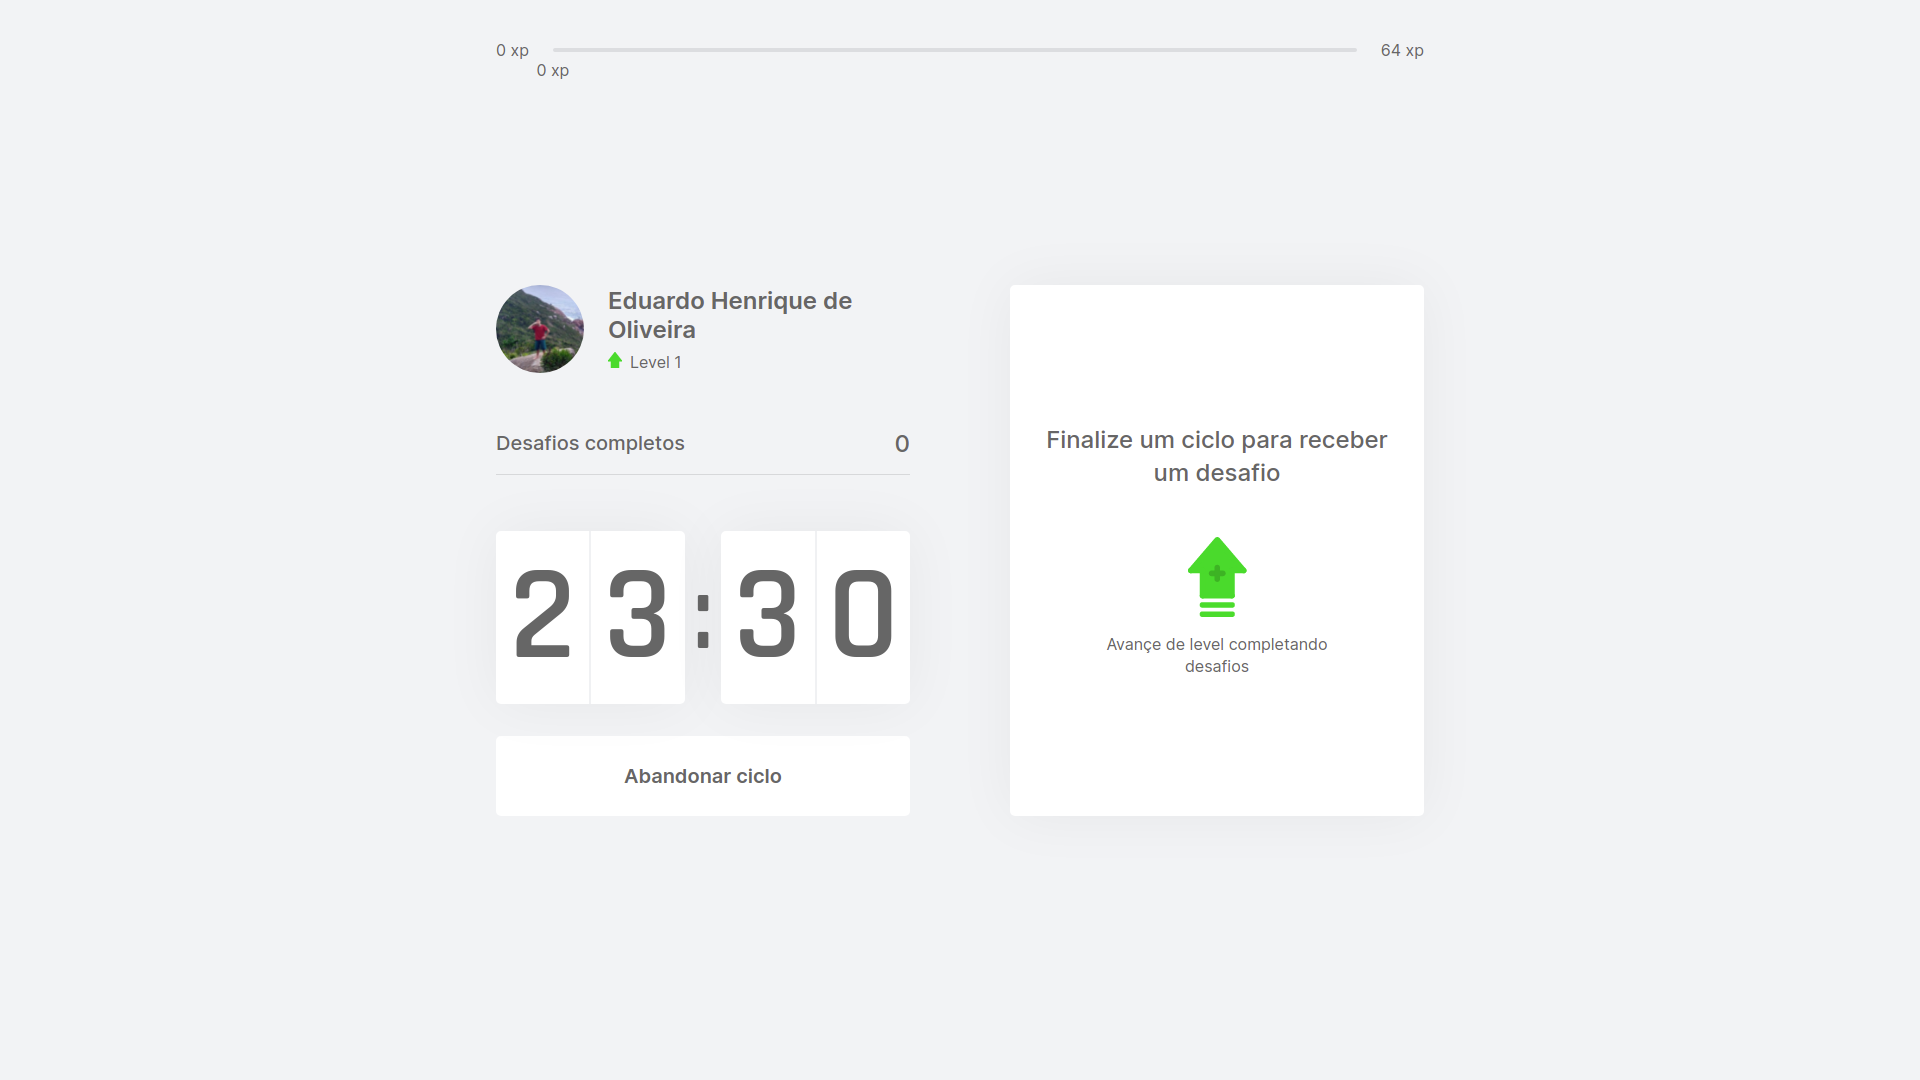 0 xp
64 xp
0 xp
Eduardo Henrique de
Oliveira
Level 1
Desafios completos
0
23:30
Abandonar ciclo
Finalize um ciclo para receber
um desafio
Avançe de level completando
desafios